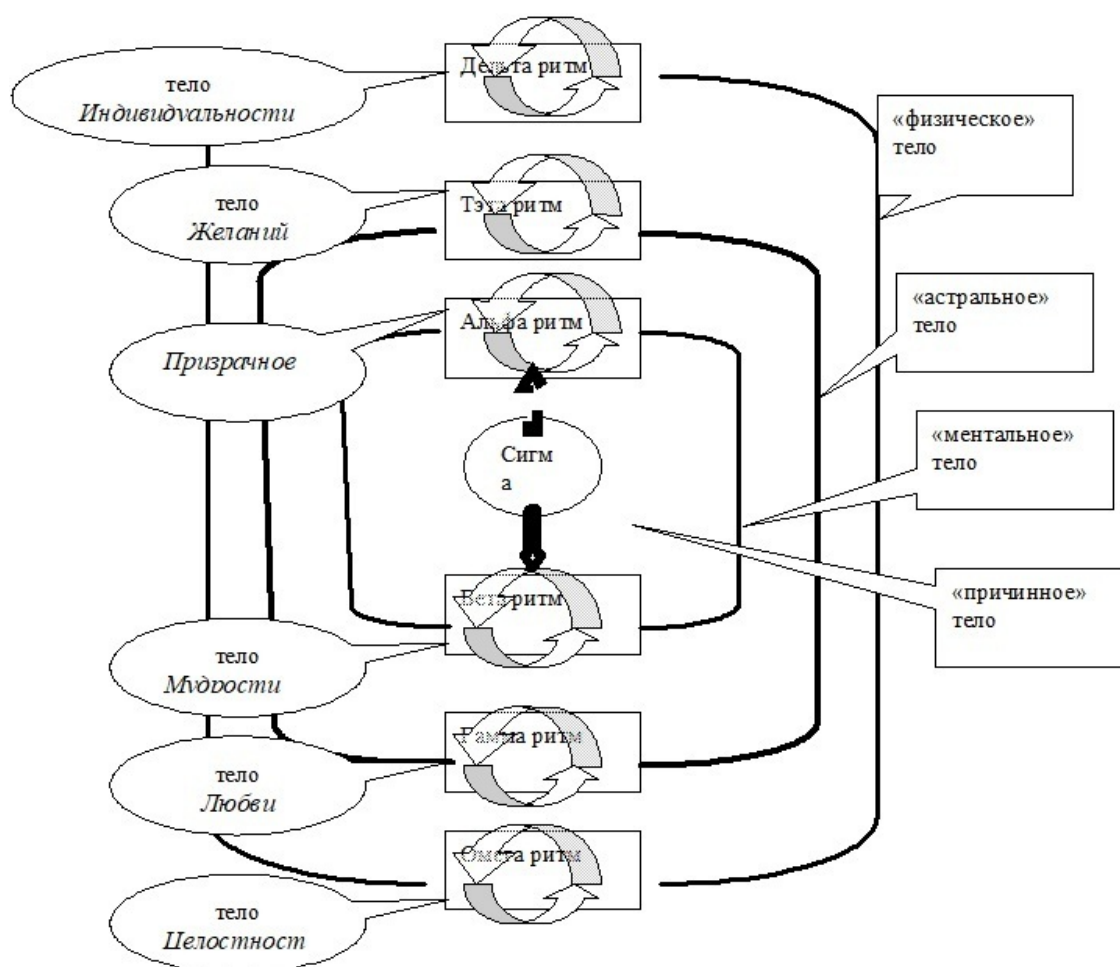 тело
Индивидуальности
Дельта ритм
«физическое»
тело
тело
Желаний
Тэта ритм
«астральное»
тело
Призрачное
Альфа ритм
«ментальное»
тело
Сигм
а
«причинное»
тело
Бета ритм
тело
Мудрости
Гамма ритм
тело
Любви
Омега ритм
тело
Целостност